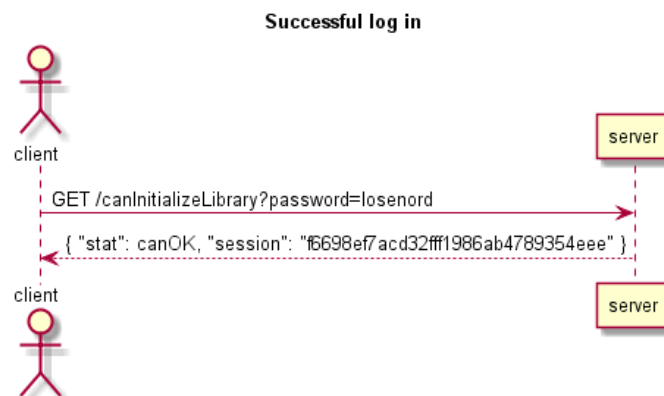 Successful log in
client
server
GET /canInitializeLibrary?password=losenord
{ "stat": canOK, "session": "f6698ef7acd32fff1986ab4789354eee" }
client
server